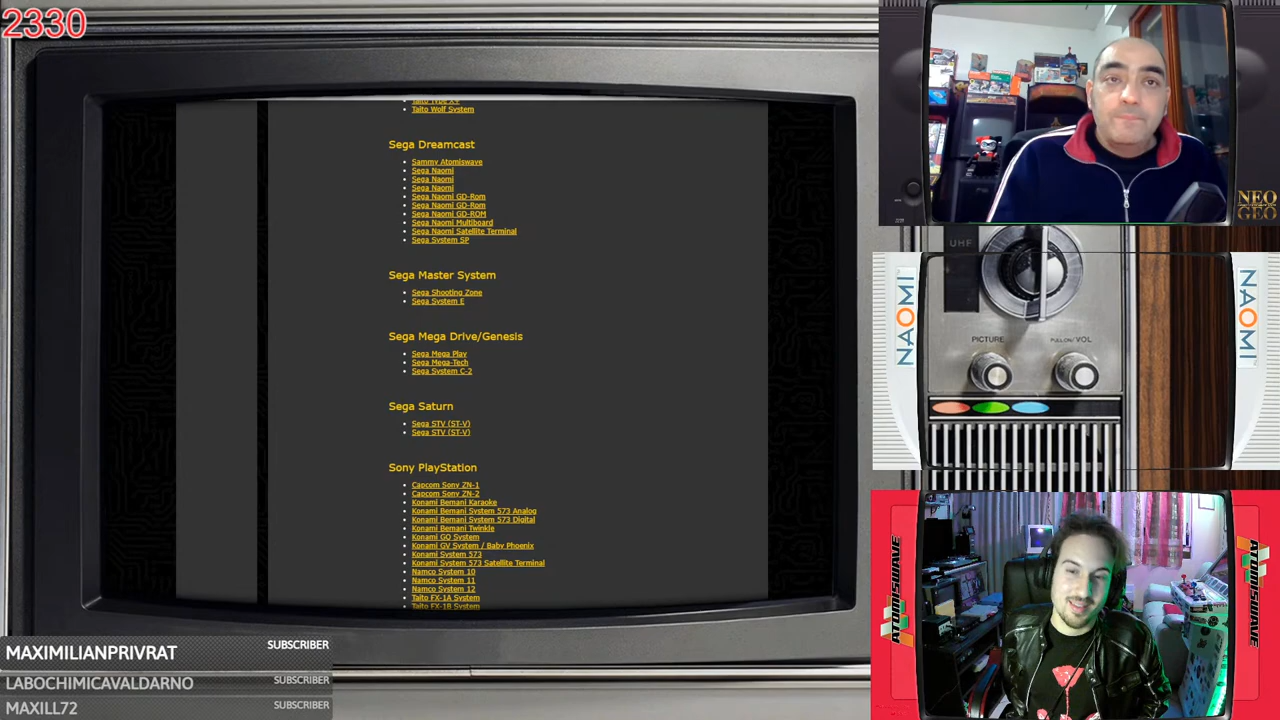 2330
Taito Type X+
Taito Wolf System
Sega Dreamcast
Sammy Atomiswave
Sega Naomi
Sega Naomi
Sega Naomi
Sega Naomi GD-Rom
Sega Naomi GD-Rom
Sega Naomi GD-ROM
Sega Naomi Multiboard
Sega Naomi Satellite Terminal
Sega System SP
Sega Master System
Sega Shooting Zone
Sega System E
Sega Mega Drive/Genesis
Sega Mega Play
Sega Mega-Tech
Sega System C-2
Sega Saturn
Sega STV (ST-V)
Sega STV (ST-V)
Sony PlayStation
Capcom Sony ZN-1
Capcom Sony ZN-2
Konami Bemani Karaoke
Konami Bemani System 573 Analog
Konami Bemani System 573 Digital
Konami Bemani Twinkle
Konami GQ System
Konami GV System / Baby Phoenix
Konami System 573
Konami System 573 Satellite Terminal
Namco System 10
Namco System 11
Namco System 12
Taito FX-1A System
Taito FX-1B System
NEO
GEO
UHF
PICTURE
PULL ON/VOL
NAOMI
NAOMI
ATOMISWAVE
ATOMISWAVE
MAXIMILIANPRIVRAT
SUBSCRIBER
LABOCHIMICAVALDARNO
SUBSCRIBER
MAXILL72
SUBSCRIBER